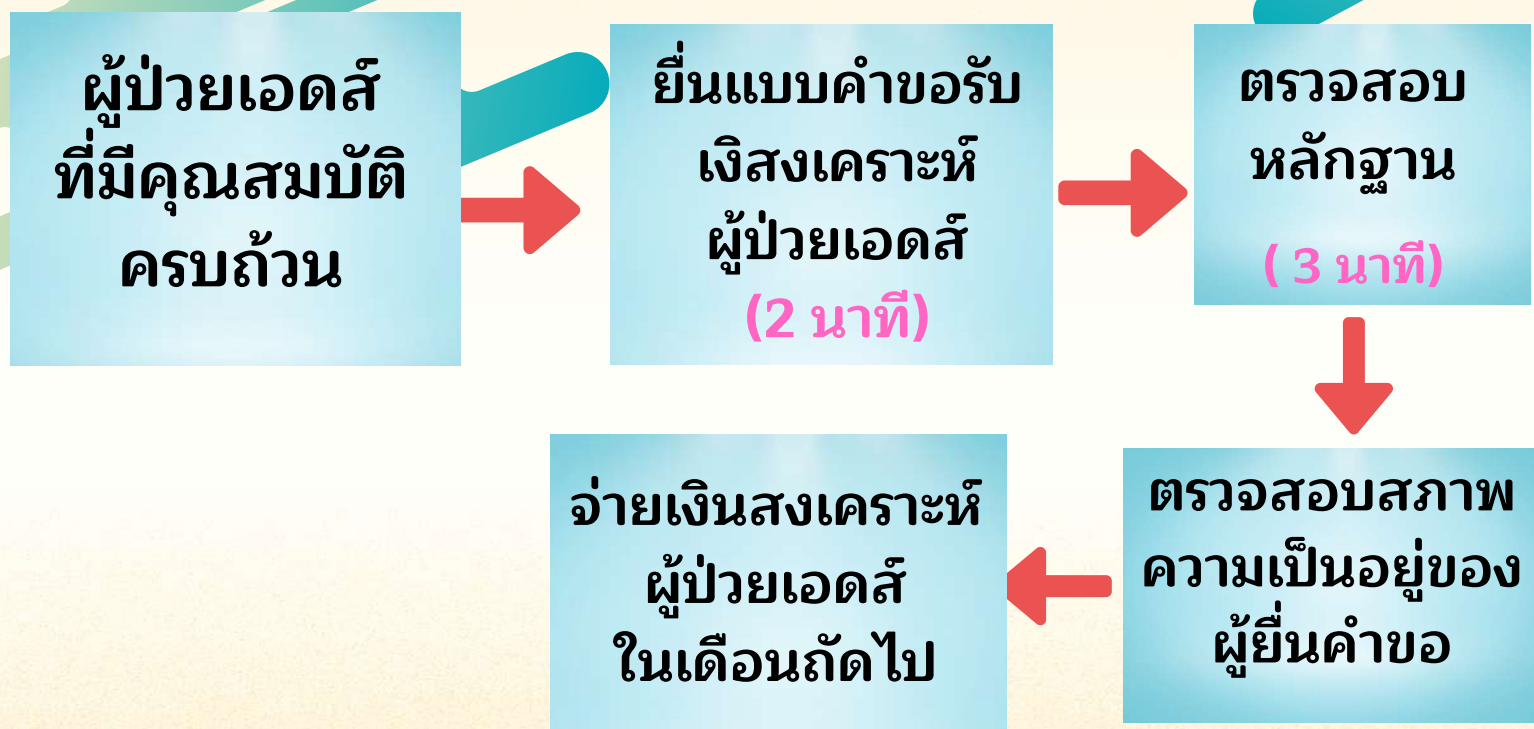 ผู้ป่วยเอดส์
ที่มีคุณสมบัติ
ครบถ้วน
ยื่นแบบคำขอรับ
เงิสงเคราะห์
ผู้ป่วยเอดส์
(2 นาที)
ตรวจสอบ
หลักฐาน
( 3 นาที)
ตรวจสอบสภาพ
ความเป็นอยู่ของ
ผู้ยื่นคำขอ
จ่ายเงินสงเคราะห์
ผู้ป่วยเอดส์
ในเดือนถัดไป